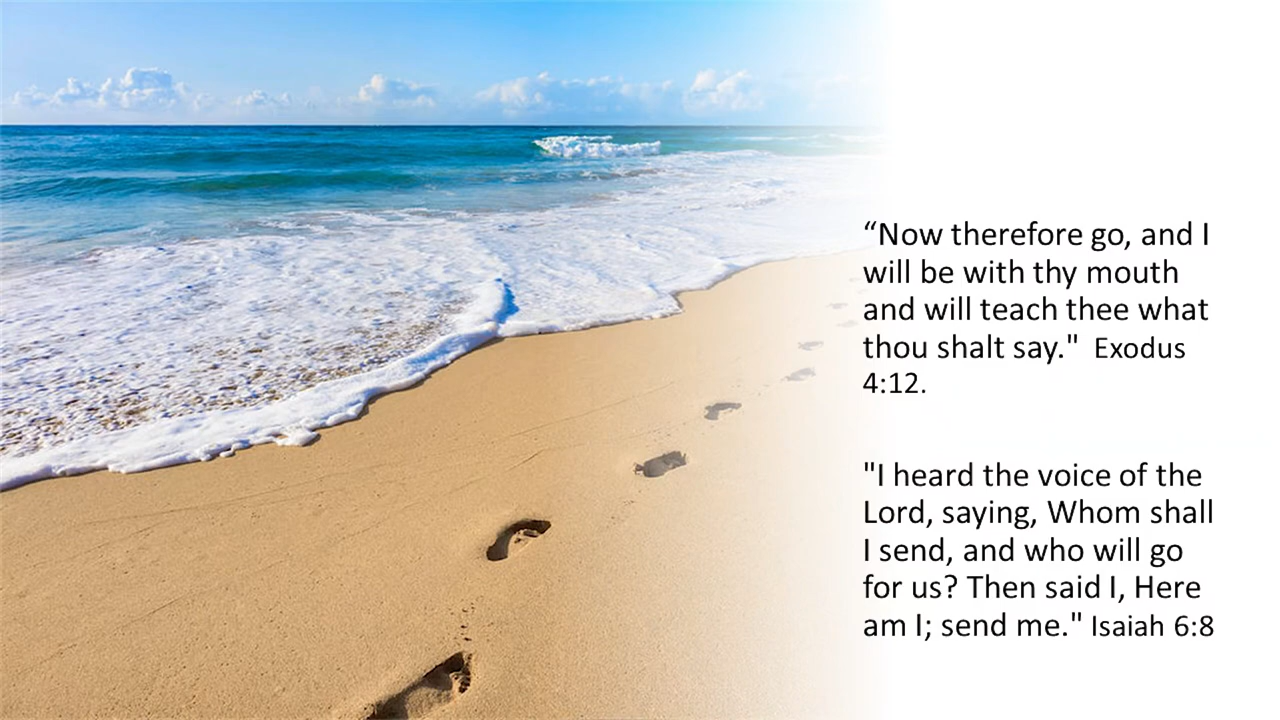 “Now therefore go, and I
will be with thy mouth
and will teach thee what
thou shalt say."  Exodus
4:12.
"I heard the voice of the
Lord, saying, Whom shall
I send, and who will go
for us? Then said I, Here
am I; send me." Isaiah 6:8